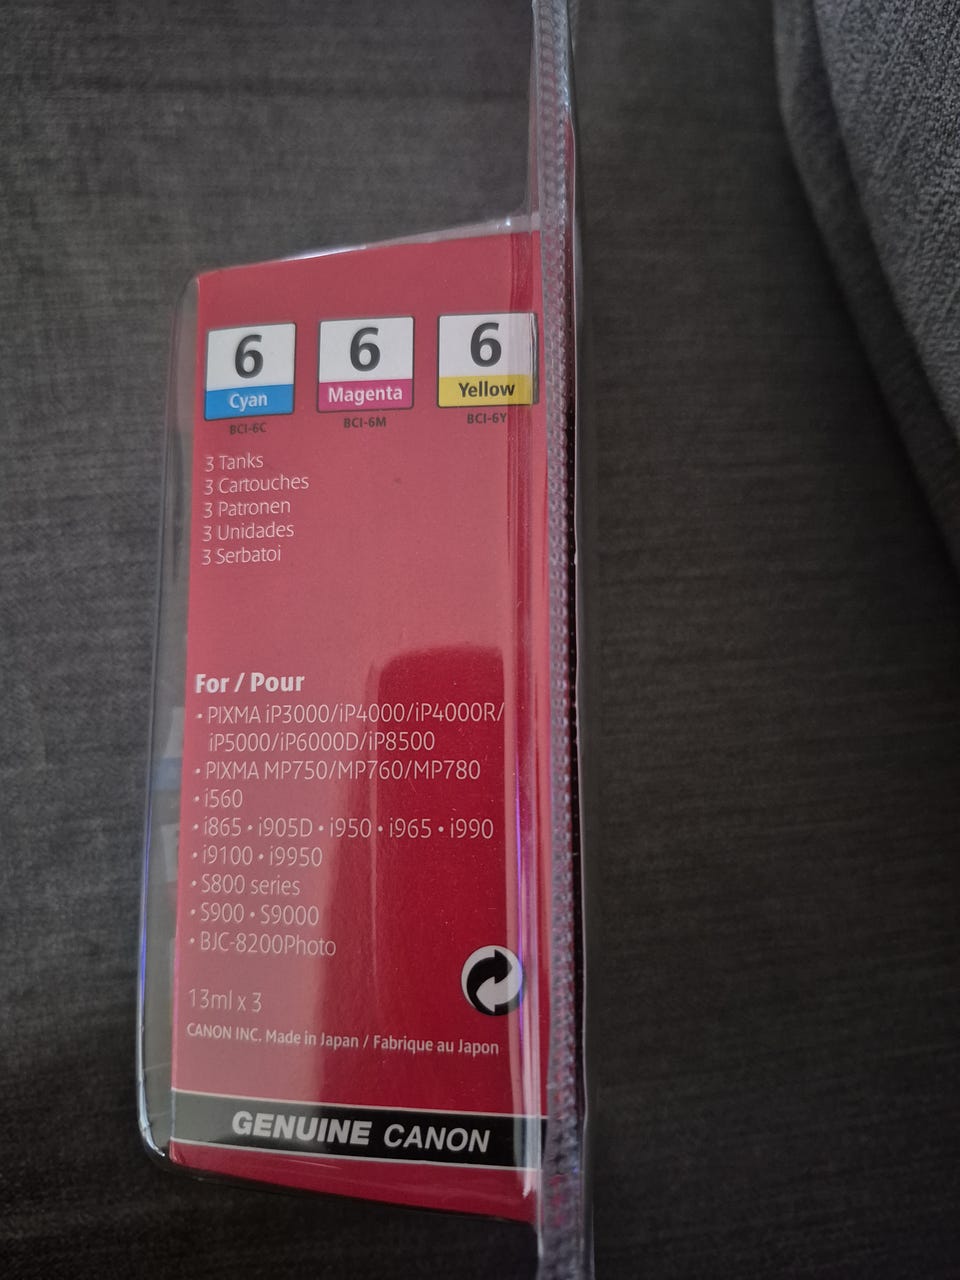 6 6 6
Cyan Magenta Yellow
BCI-6C BCI-6M BCI-6Y
3 Tanks
3 Cartouches
3 Patronen
3 Unidades
3 Serbatoi
For / Pour
• PIXMA iP3000/iP4000/iP4000R/
iP5000/iP6000D/iP8500
• PIXMA MP750/MP760/MP780
• i560
• i865 • i905D • i950 • i965 • i990
• i9100 • i9950
• S800 series
• S900 • S9000
• BJC-8200Photo
13ml x 3
CANON INC. Made in Japan / Fabrique au Japon
GENUINE CANON